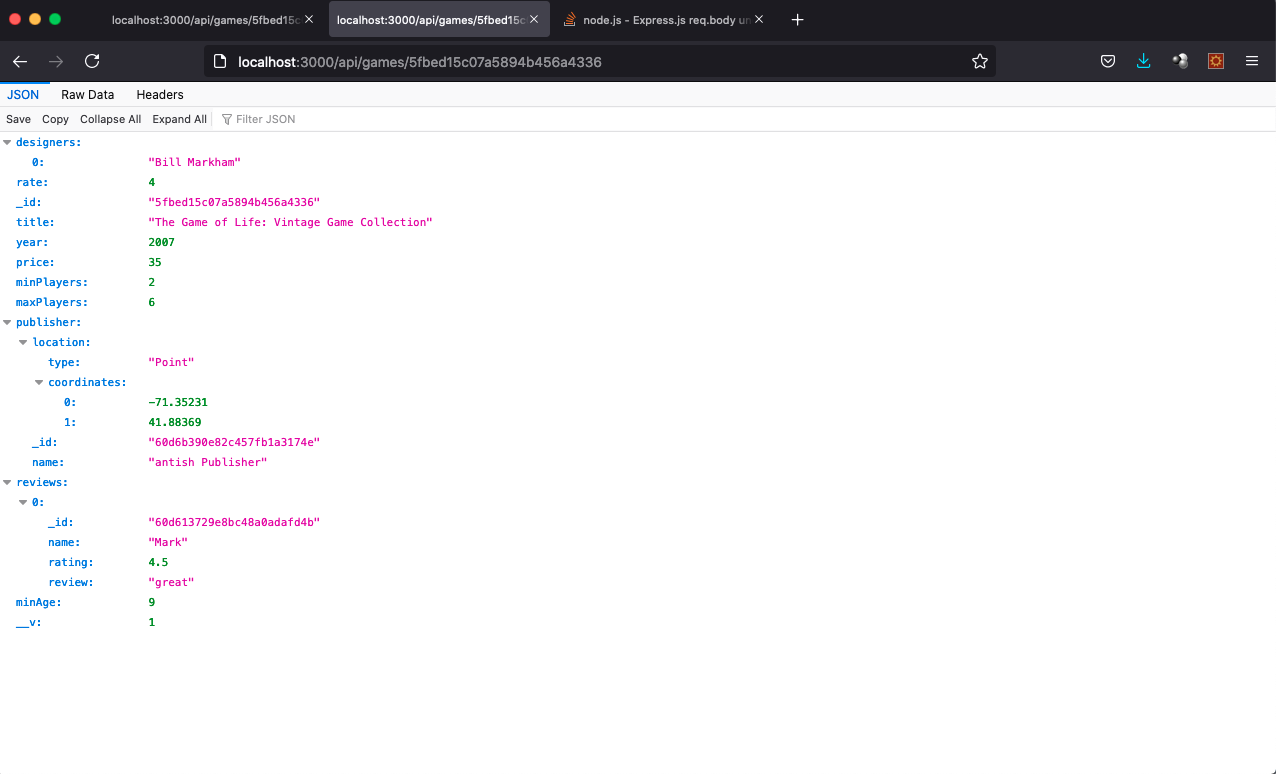 localhost:3000/api/games/5fbed15c localhost:3000/api/games/5fbed15c node.js - Express.js req.body un
localhost:3000/api/games/5fbed15c07a5894b456a4336
JSON Raw Data Headers
Save Copy Collapse All Expand All Filter JSON
designers:
0: "Bill Markham"
rate: 4
_id: "5fbed15c07a5894b456a4336"
title: "The Game of Life: Vintage Game Collection"
year: 2007
price: 35
minPlayers: 2
maxPlayers: 6
publisher:
location:
type: "Point"
coordinates:
0: -71.35231
1: 41.88369
_id: "60d6b390e82c457fb1a3174e"
name: "antish Publisher"
reviews:
0:
_id: "60d613729e8bc48a0adafd4b"
name: "Mark"
rating: 4.5
review: "great"
minAge: 9
__v: 1